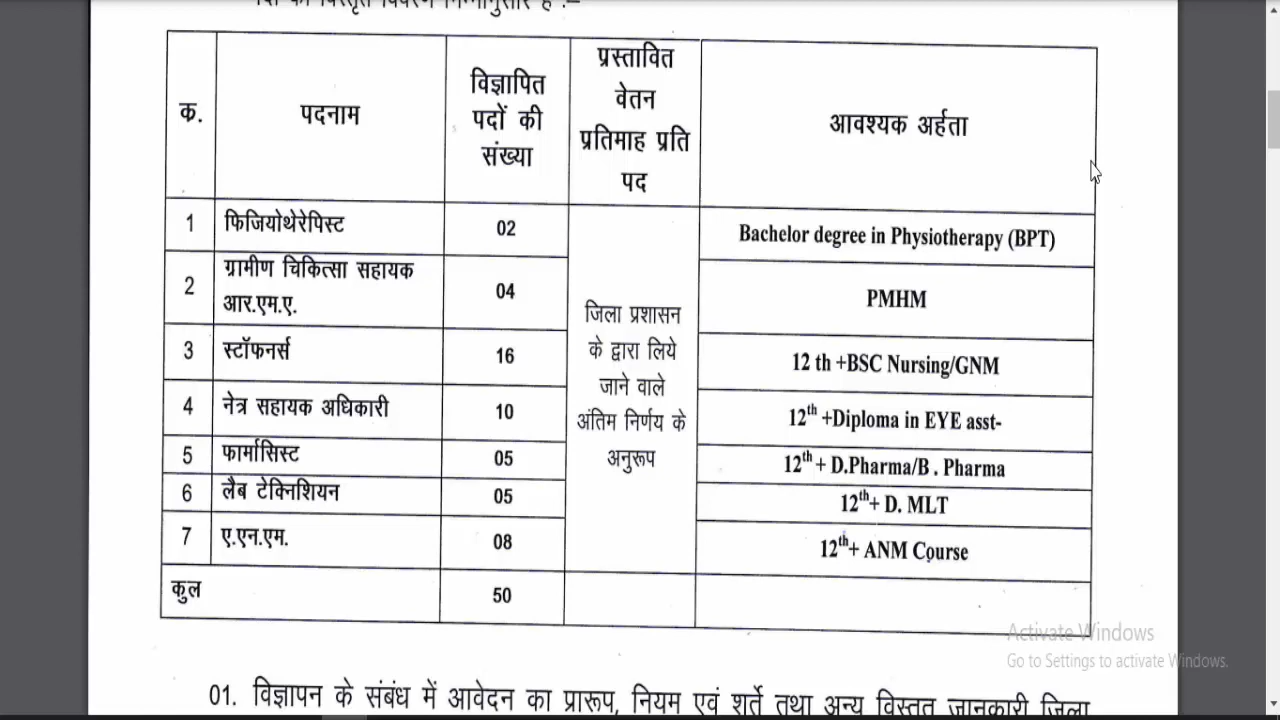 का विस्तृत विवरण निम्नानुसार है :–
क.
पदनाम
विज्ञापित
पदों की
संख्या
प्रस्तावित
वेतन
प्रतिमाह प्रति
पद
आवश्यक अर्हता
1
फिजियोथेरेपिस्ट
02
Bachelor degree in Physiotherapy (BPT)
2
ग्रामीण चिकित्सा सहायक
आर.एम.ए.
04
PMHM
3
स्टॉफनर्स
16
12 th +BSC Nursing/GNM
4
नेत्र सहायक अधिकारी
10
12th +Diploma in EYE asst-
5
फार्मासिस्ट
05
12th + D.Pharma/B . Pharma
6
लैब टेक्निशियन
05
12th+ D. MLT
7
ए.एन.एम.
08
12th+ ANM Course
जिला प्रशासन
के द्वारा लिये
जाने वाले
अंतिम निर्णय के
अनुरूप
कुल
50
Activate Windows
Go to Settings to activate Windows.
01. विज्ञापन के संबंध में आवेदन का प्रारूप, नियम एवं शर्तें तथा अन्य विस्तृत जानकारी जिला